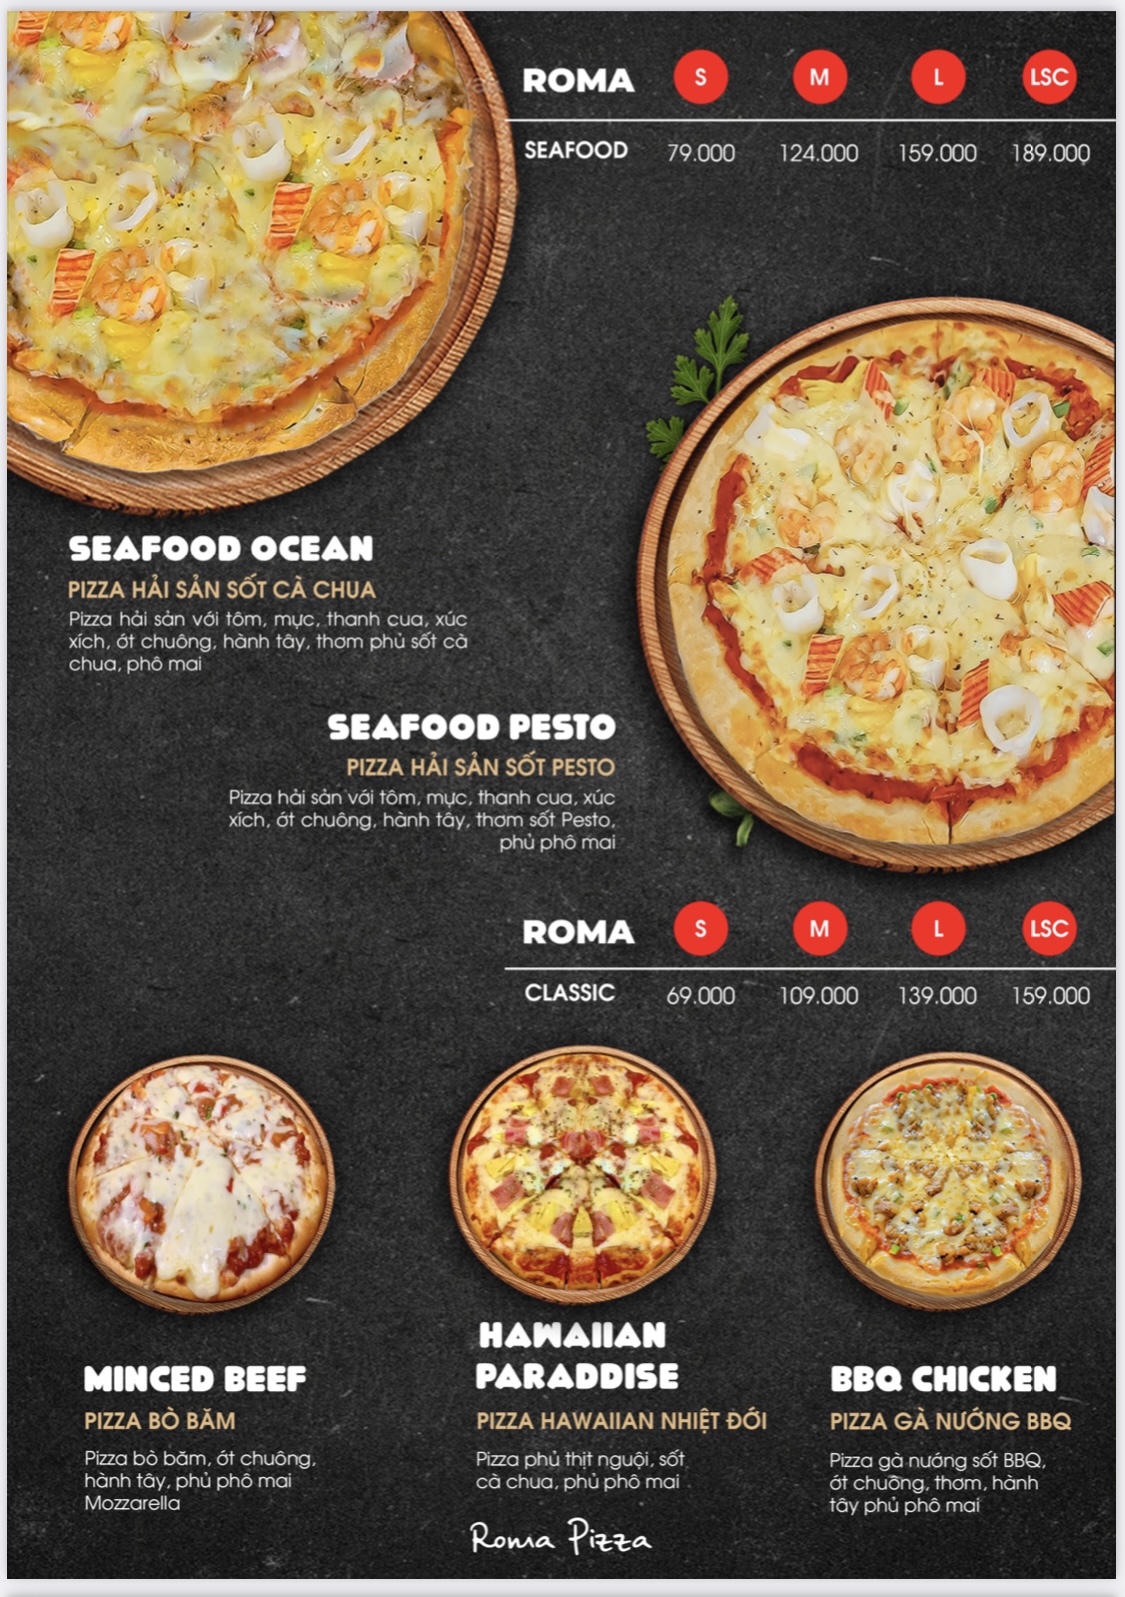 ROMA S M L LSC
SEAFOOD 79.000 124.000 159.000 189.000
SEAFOOD OCEAN
PIZZA HẢI SẢN SỐT CÀ CHUA
Pizza hải sản với tôm, mực, thanh cua, xúc
xích, ớt chuông, hành tây, thơm phủ sốt cà
chua, phô mai
SEAFOOD PESTO
PIZZA HẢI SẢN SỐT PESTO
Pizza hải sản với tôm, mực, thanh cua, xúc
xích, ớt chuông, hành tây, thơm sốt Pesto,
phủ phô mai
ROMA S M L LSC
CLASSIC 69.000 109.000 139.000 159.000
MINCED BEEF
PIZZA BÒ BĂM
Pizza bò băm, ớt chuông,
hành tây, phủ phô mai
Mozzarella
HAWAIIAN
PARADDISE
PIZZA HAWAIIAN NHIỆT ĐỚI
Pizza phủ thịt nguội, sốt
cà chua, phủ phô mai
BBQ CHICKEN
PIZZA GÀ NƯỚNG BBQ
Pizza gà nướng sốt BBQ,
ớt chuông, thơm, hành
tây phủ phô mai
Roma Pizza